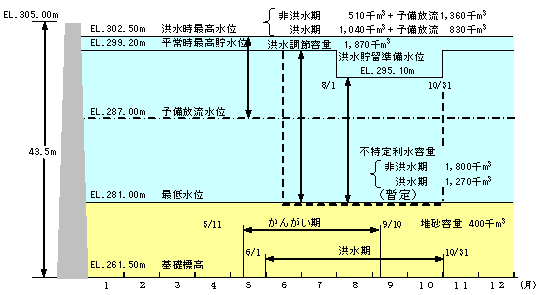 EL.305.00m
EL.302.50m 洪水時最高水位
非洪水期 510千m³+予備放流1,360千m³
洪水期 1,040千m³+予備放流 830千m³
EL.299.20m 平常時最高貯水位
洪水調節容量 1,870千m³
洪水貯留準備水位
EL.295.10m
8/1
10/31
EL.287.00m 予備放流水位
43.5m
不特定利水容量
非洪水期 1,800千m³
洪水期 1,270千m³
(暫定)
EL.281.00m 最低水位
5/11 かんがい期 9/10
堆砂容量 400千m³
6/1 洪水期 10/31
EL.261.50m 基礎標高
1 2 3 4 5 6 7 8 9 10 11 12 (月)